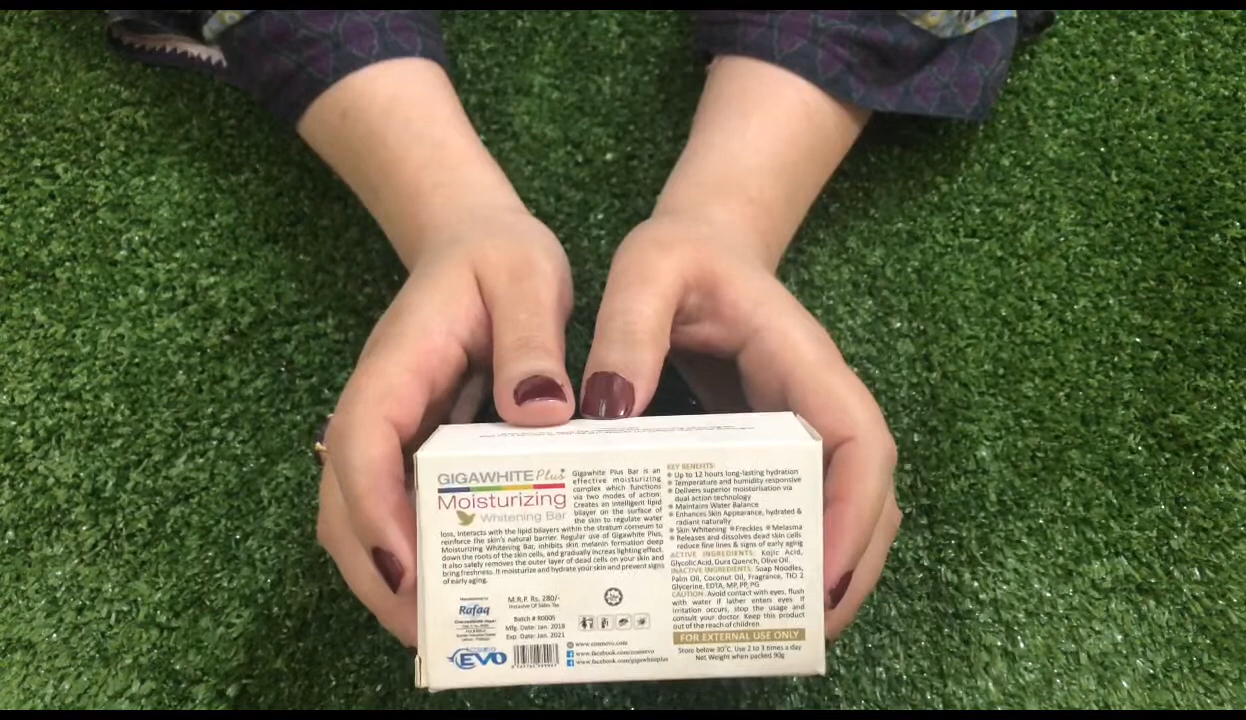 GIGAWHITE Plus
Moisturizing
Whitening Bar
Gigawhite Plus Bar is an
effective moisturizing
complex which functions
via two modes of action:
Creates an intelligent lipid
bilayer on the surface of
the skin to regulate water
loss, interacts with the lipid bilayers within the stratum corneum to
reinforce the skin's natural barrier. Regular use of Gigawhite Plus,
Moisturizing Whitening Bar, inhibits skin melanin formation deep
down the roots of the skin cells, and gradually increas lighting effect.
It also safely removes the outer layer of dead cells on your skin and
bring freshness. It moisturize and hydrate your skin and prevent signs
of early aging.
Rafaq
M.R.P. Rs. 280/-
Inclusive Of Sales Tax
Batch # R0005
Mfg. Date: Jan. 2018
Exp. Date: Jan. 2021
EVO
www.cosmevo.com
www.facebook.com/cosmevo
www.facebook.com/gigawhiteplus
KEY BENEFITS:
Up to 12 hours long-lasting hydration
Temperature and humidity responsive
Delivers superior moisturisation via
dual action technology
Maintains Water Balance
Enhances Skin Appearance, hydrated &
radiant naturally
Skin Whitening Freckles Melasma
Releases and dissolves dead skin cells
reduce fine lines & signs of early aging
ACTIVE INGREDIENTS: Kojic Acid,
Glycolic Acid, Qura Quench, Olive Oil.
INACTIVE INGREDIENTS: Soap Noodles,
Palm Oil, Coconut Oil, Fragrance, TIO 2
Glycerine, EDTA, MP, PP, PG
CAUTION: Avoid contact with eyes, flush
with water if lather enters eyes. If
irritation occurs, stop the usage and
consult your doctor. Keep this product
out of the reach of children.
FOR EXTERNAL USE ONLY
Store below 30°C, Use 2 to 3 times a day
Net Weight when packed 90g